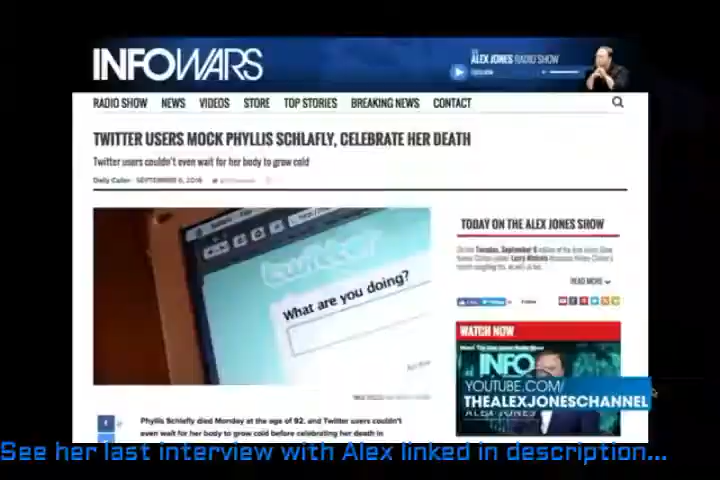 INFOWARS
ALEX JONES RADIO SHOW
RADIO SHOW NEWS VIDEOS STORE TOP STORIES BREAKING NEWS CONTACT
TWITTER USERS MOCK PHYLLIS SCHLAFLY, CELEBRATE HER DEATH
Twitter users couldn't even wait for her body to grow cold
Daily Caller - SEPTEMBER 6, 2016
twitter
What are you doing?
TODAY ON THE ALEX JONES SHOW
READ MORE
Follow
WATCH NOW
INFO
YOUTUBE.COM/
THEALEXJONESCHANNEL
ALEX JONES
Phyllis Schlafly died Monday at the age of 92, and Twitter users couldn't
even wait for her body to grow cold before celebrating her death in
See her last interview with Alex linked in description...